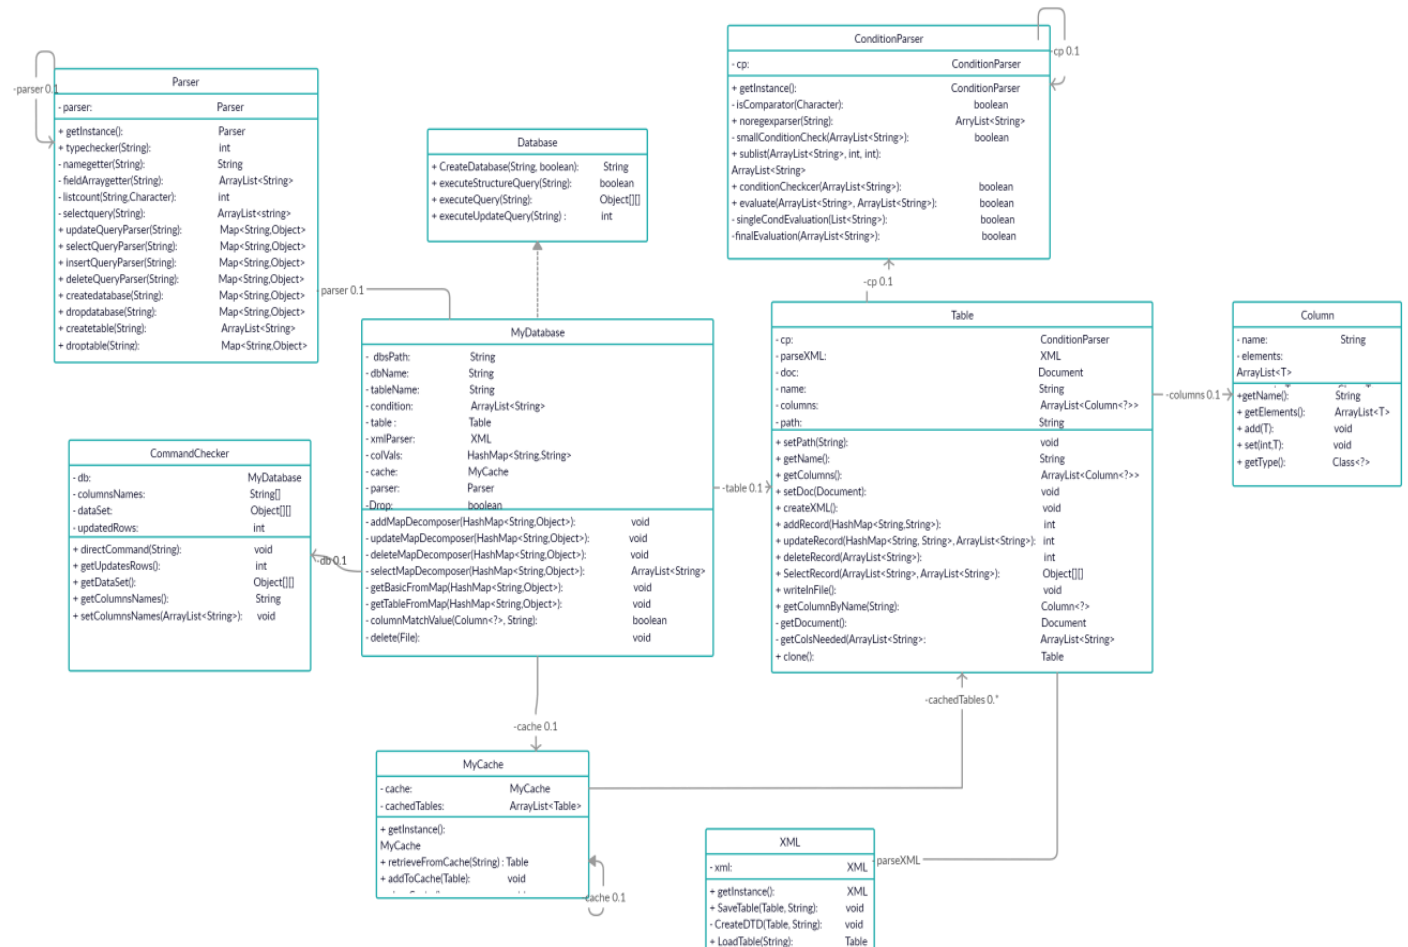 ConditionParser
- cp: ConditionParser
+ getInstance(): ConditionParser
- isComparator(Character): boolean
+ noregexparser(String): ArryList<String>
- smallConditionCheck(ArrayList<String>): boolean
+ sublist(ArrayList<String>, int, int):
ArrayList<String>
+ conditionCheckcer(ArrayList<String>): boolean
+ evaluate(ArrayList<String>, ArrayList<String>): boolean
- singleCondEvaluation(List<String>): boolean
-finalEvaluation(ArrayList<String>): boolean
cp 0.1
-cp 0.1
Parser
- parser: Parser
+ getInstance(): Parser
+ typechecker(String): int
- namegetter(String): String
- fieldArraygetter(String): ArrayList<String>
- listcount(String,Character): int
- selectquery(String): ArrayList<string>
+ updateQueryParser(String): Map<String,Object>
+ selectQueryParser(String): Map<String,Object>
+ insertQueryParser(String): Map<String,Object>
+ deleteQueryParser(String): Map<String,Object>
+ createdatabase(String): Map<String,Object>
+ dropdatabase(String): Map<String,Object>
+ createtable(String): ArrayList<String>
+ droptable(String): Map<String,Object>
-parser 0.1
parser 0.1
Database
+ CreateDatabase(String, boolean): String
+ executeStructureQuery(String): boolean
+ executeQuery(String): Object[][]
+ executeUpdateQuery(String) : int
MyDatabase
- dbsPath: String
- dbName: String
- tableName: String
- condition: ArrayList<String>
- table : Table
- xmlParser: XML
- colVals: HashMap<String,String>
- cache: MyCache
- parser: Parser
-Drop: boolean
- addMapDecomposer(HashMap<String,Object>): void
- updateMapDecomposer(HashMap<String,Object>): void
- deleteMapDecomposer(HashMap<String,Object>): void
- selectMapDecomposer(HashMap<String,Object>): ArrayList<String>
- getBasicFromMap(HashMap<String,Object>): void
- getTableFromMap(HashMap<String,Object>): void
- columnMatchValue(Column<?>, String): boolean
- delete(File): void
-table 0.1
Table
- cp: ConditionParser
- parseXML: XML
- doc: Document
- name: String
- columns: ArrayList<Column<?>>
- path: String
+ setPath(String): void
+ getName(): String
+ getColumns(): ArrayList<Column<?>>
+ setDoc(Document): void
+ createXML(): void
+ addRecord(HashMap<String,String>): int
+ updateRecord(HashMap<String, String>, ArrayList<String>): int
+ deleteRecord(ArrayList<String>): int
+ SelectRecord(ArrayList<String>, ArrayList<String>): Object[][]
+ writeInFile(): void
+ getColumnByName(String): Column<?>
- getDocument(): Document
- getColsNeeded(ArrayList<String>: ArrayList<String>
+ clone(): Table
-columns 0.1
Column
- name: String
- elements:
ArrayList<T>
+getName(): String
+ getElements(): ArrayList<T>
+ add(T): void
+ set(int,T): void
+ getType(): Class<?>
CommandChecker
- db: MyDatabase
- columnsNames: String[]
- dataSet: Object[][]
- updatedRows: int
+ directCommand(String): void
+ getUpdatesRows(): int
+ getDataSet(): Object[][]
+ getColumnsNames(): String
+ setColumnsNames(ArrayList<String>): void
-db 0.1
-cache 0.1
-cachedTables 0.*
MyCache
- cache: MyCache
- cachedTables: ArrayList<Table>
+ getInstance():
MyCache
+ retrieveFromCache(String) : Table
+ addToCache(Table): void
-cache 0.1
XML
- xml: XML
+ getInstance(): XML
+ SaveTable(Table, String): void
- CreateDTD(Table, String): void
+ LoadTable(String): Table
parseXML